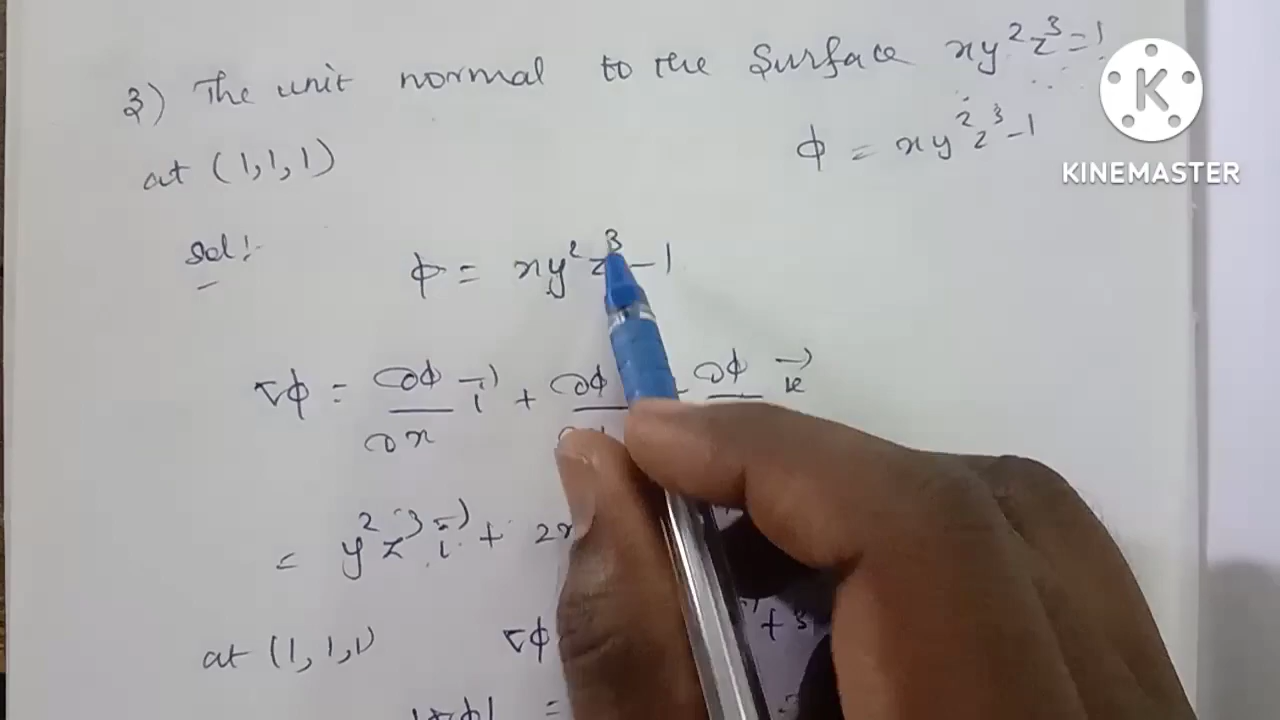 3) The unit normal to the Surface xy²z³=1
at (1,1,1)
ϕ = xy²z³-1
K
KINEMASTER
Sol!-
ϕ = xy²z³-1
∇ϕ = ∂ϕ/∂x i→ + ∂ϕ ∂ϕ k→
= y²z³ i→ + 2x
at (1,1,1) ∇ϕ + 3
|∇ϕ| =